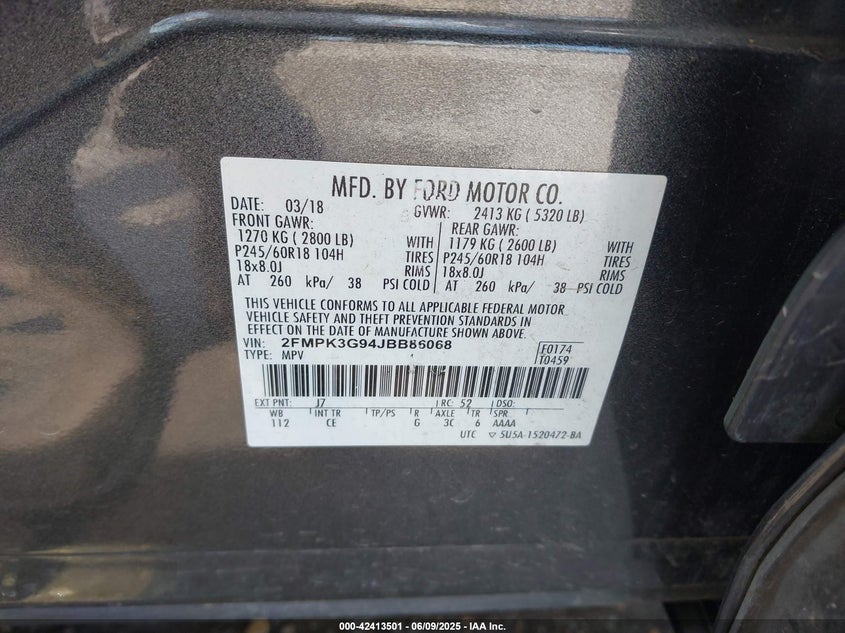 MFD. BY FORD MOTOR CO.
DATE: 03/18 GVWR: 2413 KG ( 5320 LB)
FRONT GAWR: REAR GAWR:
1270 KG ( 2800 LB) WITH 1179 KG ( 2600 LB) WITH
P245/60R18 104H TIRES P245/60R18 104H TIRES
18x8.0J RIMS 18x8.0J RIMS
AT 260 kPa/ 38 PSI COLD AT 260 kPa/ 38 PSI COLD
THIS VEHICLE CONFORMS TO ALL APPLICABLE FEDERAL MOTOR
VEHICLE SAFETY AND THEFT PREVENTION STANDARDS IN
EFFECT ON THE DATE OF MANUFACTURE SHOWN ABOVE.
VIN: 2FMPK3G94JBB86068 F0174
TYPE: MPV T0459
EXT PNT: J7 RC: 52 DSO:
WB INT TR TP/PS R AXLE TR SPR
112 CE G 3C 6 AAAA
UTC ▽ 5U5A-1520472-BA
000-42413501 | 06/09/2025 - IAA Inc.